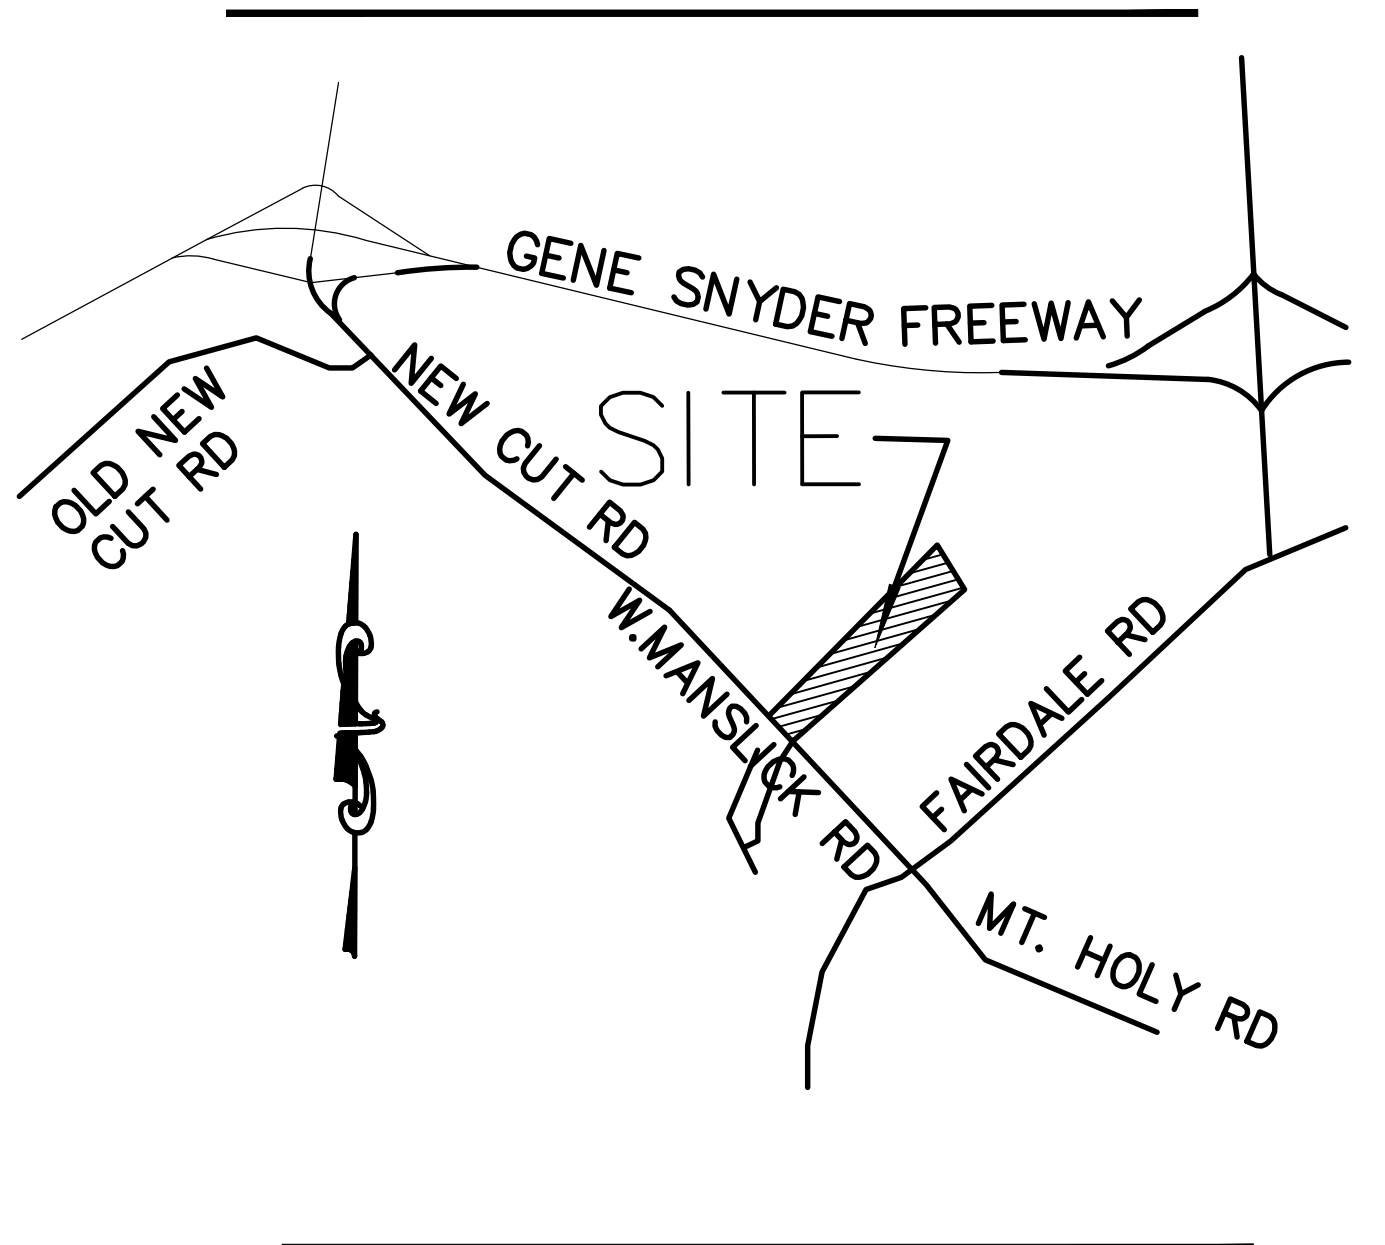 GENE SNYDER FREEWAY
NEW CUT RD
OLD NEW
CUT RD
SITE
W.MANSLICK RD
FAIRDALE RD
MT. HOLY RD